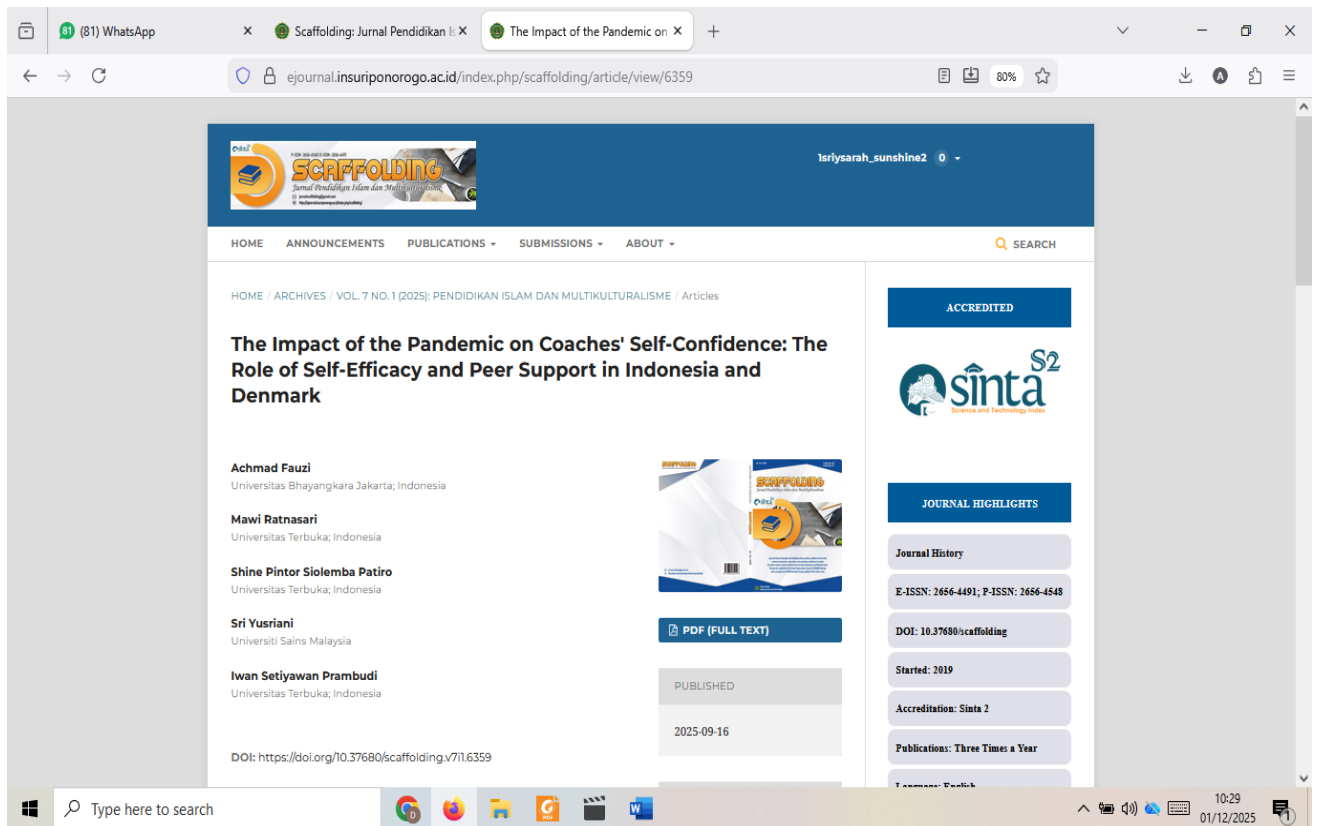 (81) WhatsApp
Scaffolding: Jurnal Pendidikan Is
The Impact of the Pandemic on
ejournal.insuriponorogo.ac.id/index.php/scaffolding/article/view/6359
80%
A
SCAFFOLDING
Jurnal Pendidikan Islam dan Multikulturalisme
1sriysarah_sunshine2 0
HOME ANNOUNCEMENTS PUBLICATIONS SUBMISSIONS ABOUT
SEARCH
HOME / ARCHIVES / VOL. 7 NO. 1 (2025): PENDIDIKAN ISLAM DAN MULTIKULTURALISME / Articles
The Impact of the Pandemic on Coaches' Self-Confidence: The
Role of Self-Efficacy and Peer Support in Indonesia and
Denmark
Achmad Fauzi
Universitas Bhayangkara Jakarta; Indonesia
Mawi Ratnasari
Universitas Terbuka; Indonesia
Shine Pintor Siolemba Patiro
Universitas Terbuka; Indonesia
Sri Yusriani
Universiti Sains Malaysia
Iwan Setiyawan Prambudi
Universitas Terbuka; Indonesia
DOI: https://doi.org/10.37680/scaffolding.v7i1.6359
SCAFFOLDING
SCAFFOLDING
PDF (FULL TEXT)
PUBLISHED
2025-09-16
ACCREDITED
sinta S2
Science and Technology Index
JOURNAL HIGHLIGHTS
Journal History
E-ISSN: 2656-4491; P-ISSN: 2656-4548
DOI: 10.37680/scaffolding
Started: 2019
Accreditation: Sinta 2
Publications: Three Times a Year
Language: English
Type here to search
10:29
01/12/2025
1